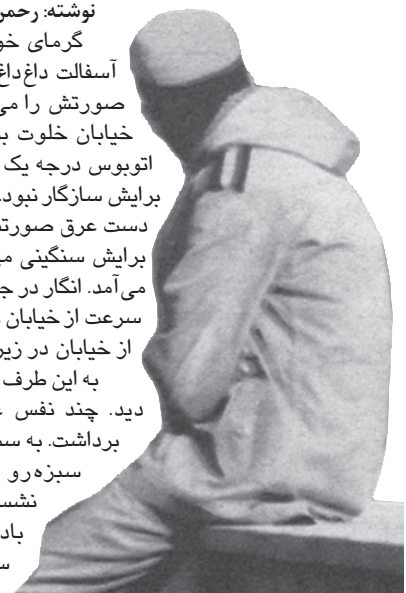 نوشته: رحمن
گرمای خو
آسفالت داغ‌داغ
صورتش را می
خیابان خلوت ب
اتوبوس درجه یک
برایش سازگار نبود.
دست عرق صورت
برایش سنگینی می
می‌آمد. انگار در ج
سرعت از خیابان
از خیابان در زیر
به این طرف
دید. چند نفس
برداشت. به س
سبزه‌رو
نشس
باد
س